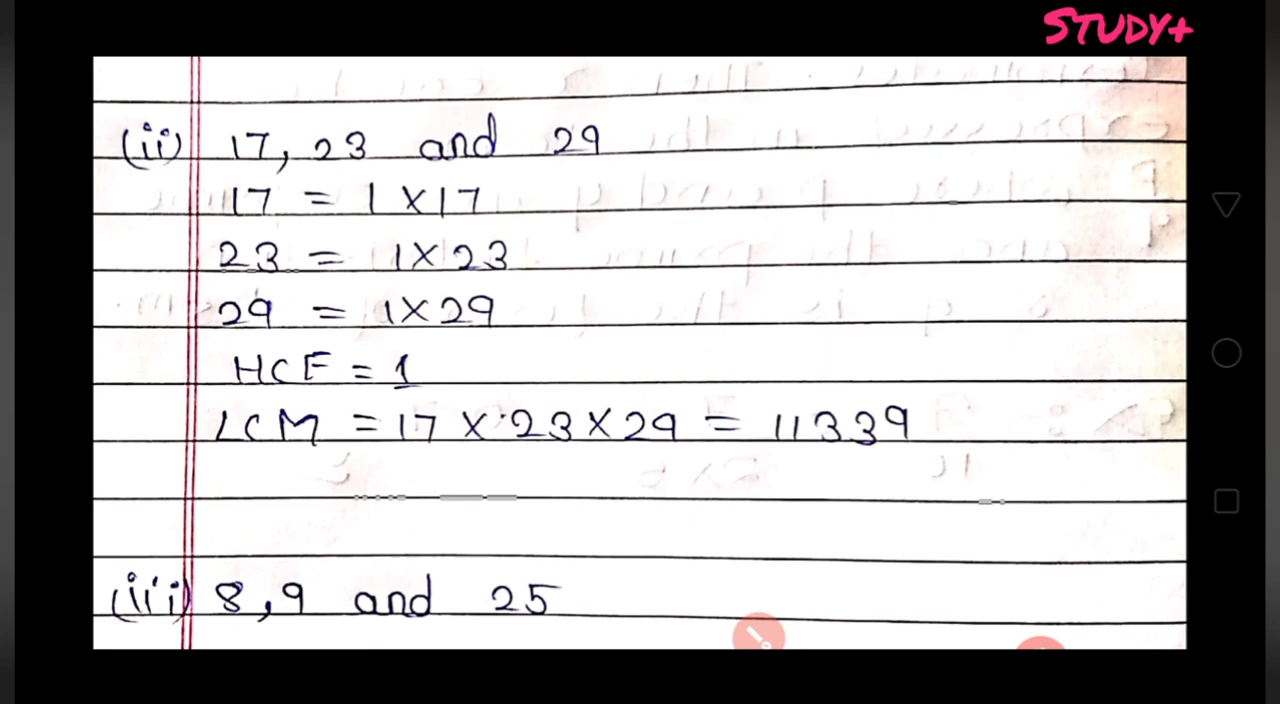 STUDY+
(ii) 17, 23 and 29
17 = 1 × 17
23 = 1 × 23
29 = 1 × 29
HCF = 1
LCM = 17 × 23 × 29 = 11339
(iii) 8, 9 and 25